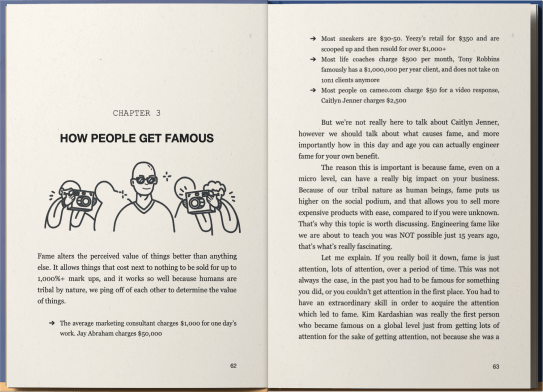 CHAPTER 3
HOW PEOPLE GET FAMOUS
Fame alters the perceived value of things better than anything
else. It allows things that cost next to nothing to be sold for up to
1,000%+ mark ups, and it works so well because humans are
tribal by nature, we ping off of each other to determine the value
of things.
→ The average marketing consultant charges $1,000 for one day's
work. Jay Abraham charges $50,000
62
→ Most sneakers are $30-50. Yeezy's retail for $350 and are
scooped up and then resold for over $1,000+
→ Most life coaches charge $500 per month, Tony Robbins
famously has a $1,000,000 per year client, and does not take on
1on1 clients anymore
→ Most people on cameo.com charge $50 for a video response,
Caitlyn Jenner charges $2,500
But we're not really here to talk about Caitlyn Jenner,
however we should talk about what causes fame, and more
importantly how in this day and age you can actually engineer
fame for your own benefit.
The reason this is important is because fame, even on a
micro level, can have a really big impact on your business.
Because of our tribal nature as human beings, fame puts us
higher on the social podium, and that allows you to sell more
expensive products with ease, compared to if you were unknown.
That's why this topic is worth discussing. Engineering fame like
we are about to teach you was NOT possible just 15 years ago,
that's what's really fascinating.
Let me explain. If you really boil it down, fame is just
attention, lots of attention, over a period of time. This was not
always the case, in the past you had to be famous for something
you did, or you couldn't get attention in the first place. You had to
have an extraordinary skill in order to acquire the attention
which led to fame. Kim Kardashian was really the first person
who became famous on a global level just from getting lots of
attention for the sake of getting attention, not because she was a
63